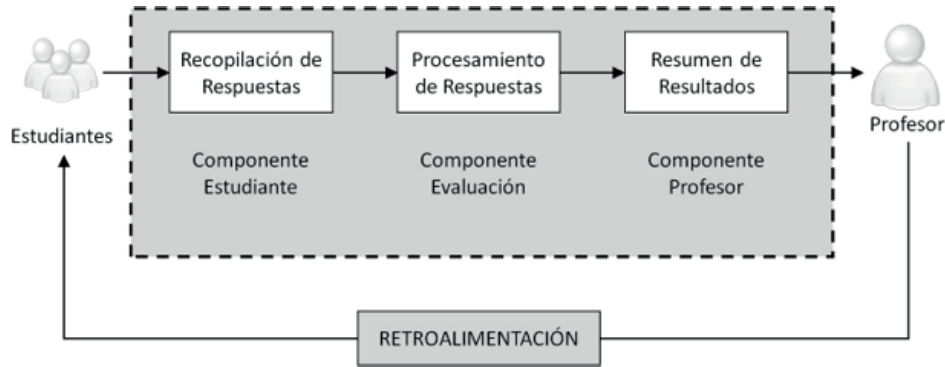 Estudiantes
Recopilación de
Respuestas
Componente
Estudiante
Procesamiento
de Respuestas
Componente
Evaluación
Resumen de
Resultados
Componente
Profesor
Profesor
RETROALIMENTACIÓN